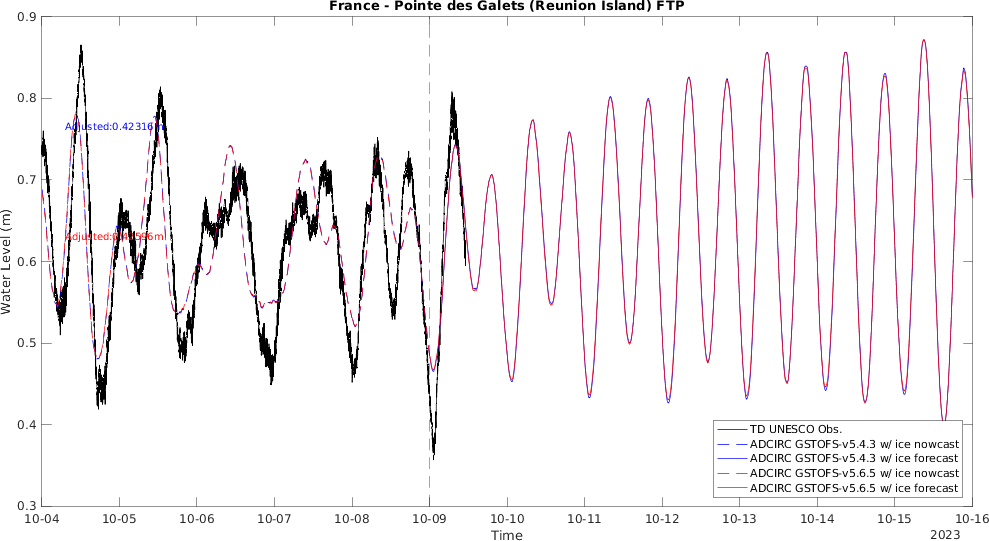 France - Pointe des Galets (Reunion Island) FTP
0.9
0.8
0.7
0.6
0.5
0.4
0.3
Water Level (m)
Adjusted:0.42316m
10-04
10-05
10-06
10-07
10-08
10-09
10-10
10-11
10-12
10-13
10-14
10-15
10-16
Time
2023
TD UNESCO Obs.
ADCIRC GSTOFS-v5.4.3 w/ ice nowcast
ADCIRC GSTOFS-v5.4.3 w/ ice forecast
ADCIRC GSTOFS-v5.6.5 w/ ice nowcast
ADCIRC GSTOFS-v5.6.5 w/ ice forecast